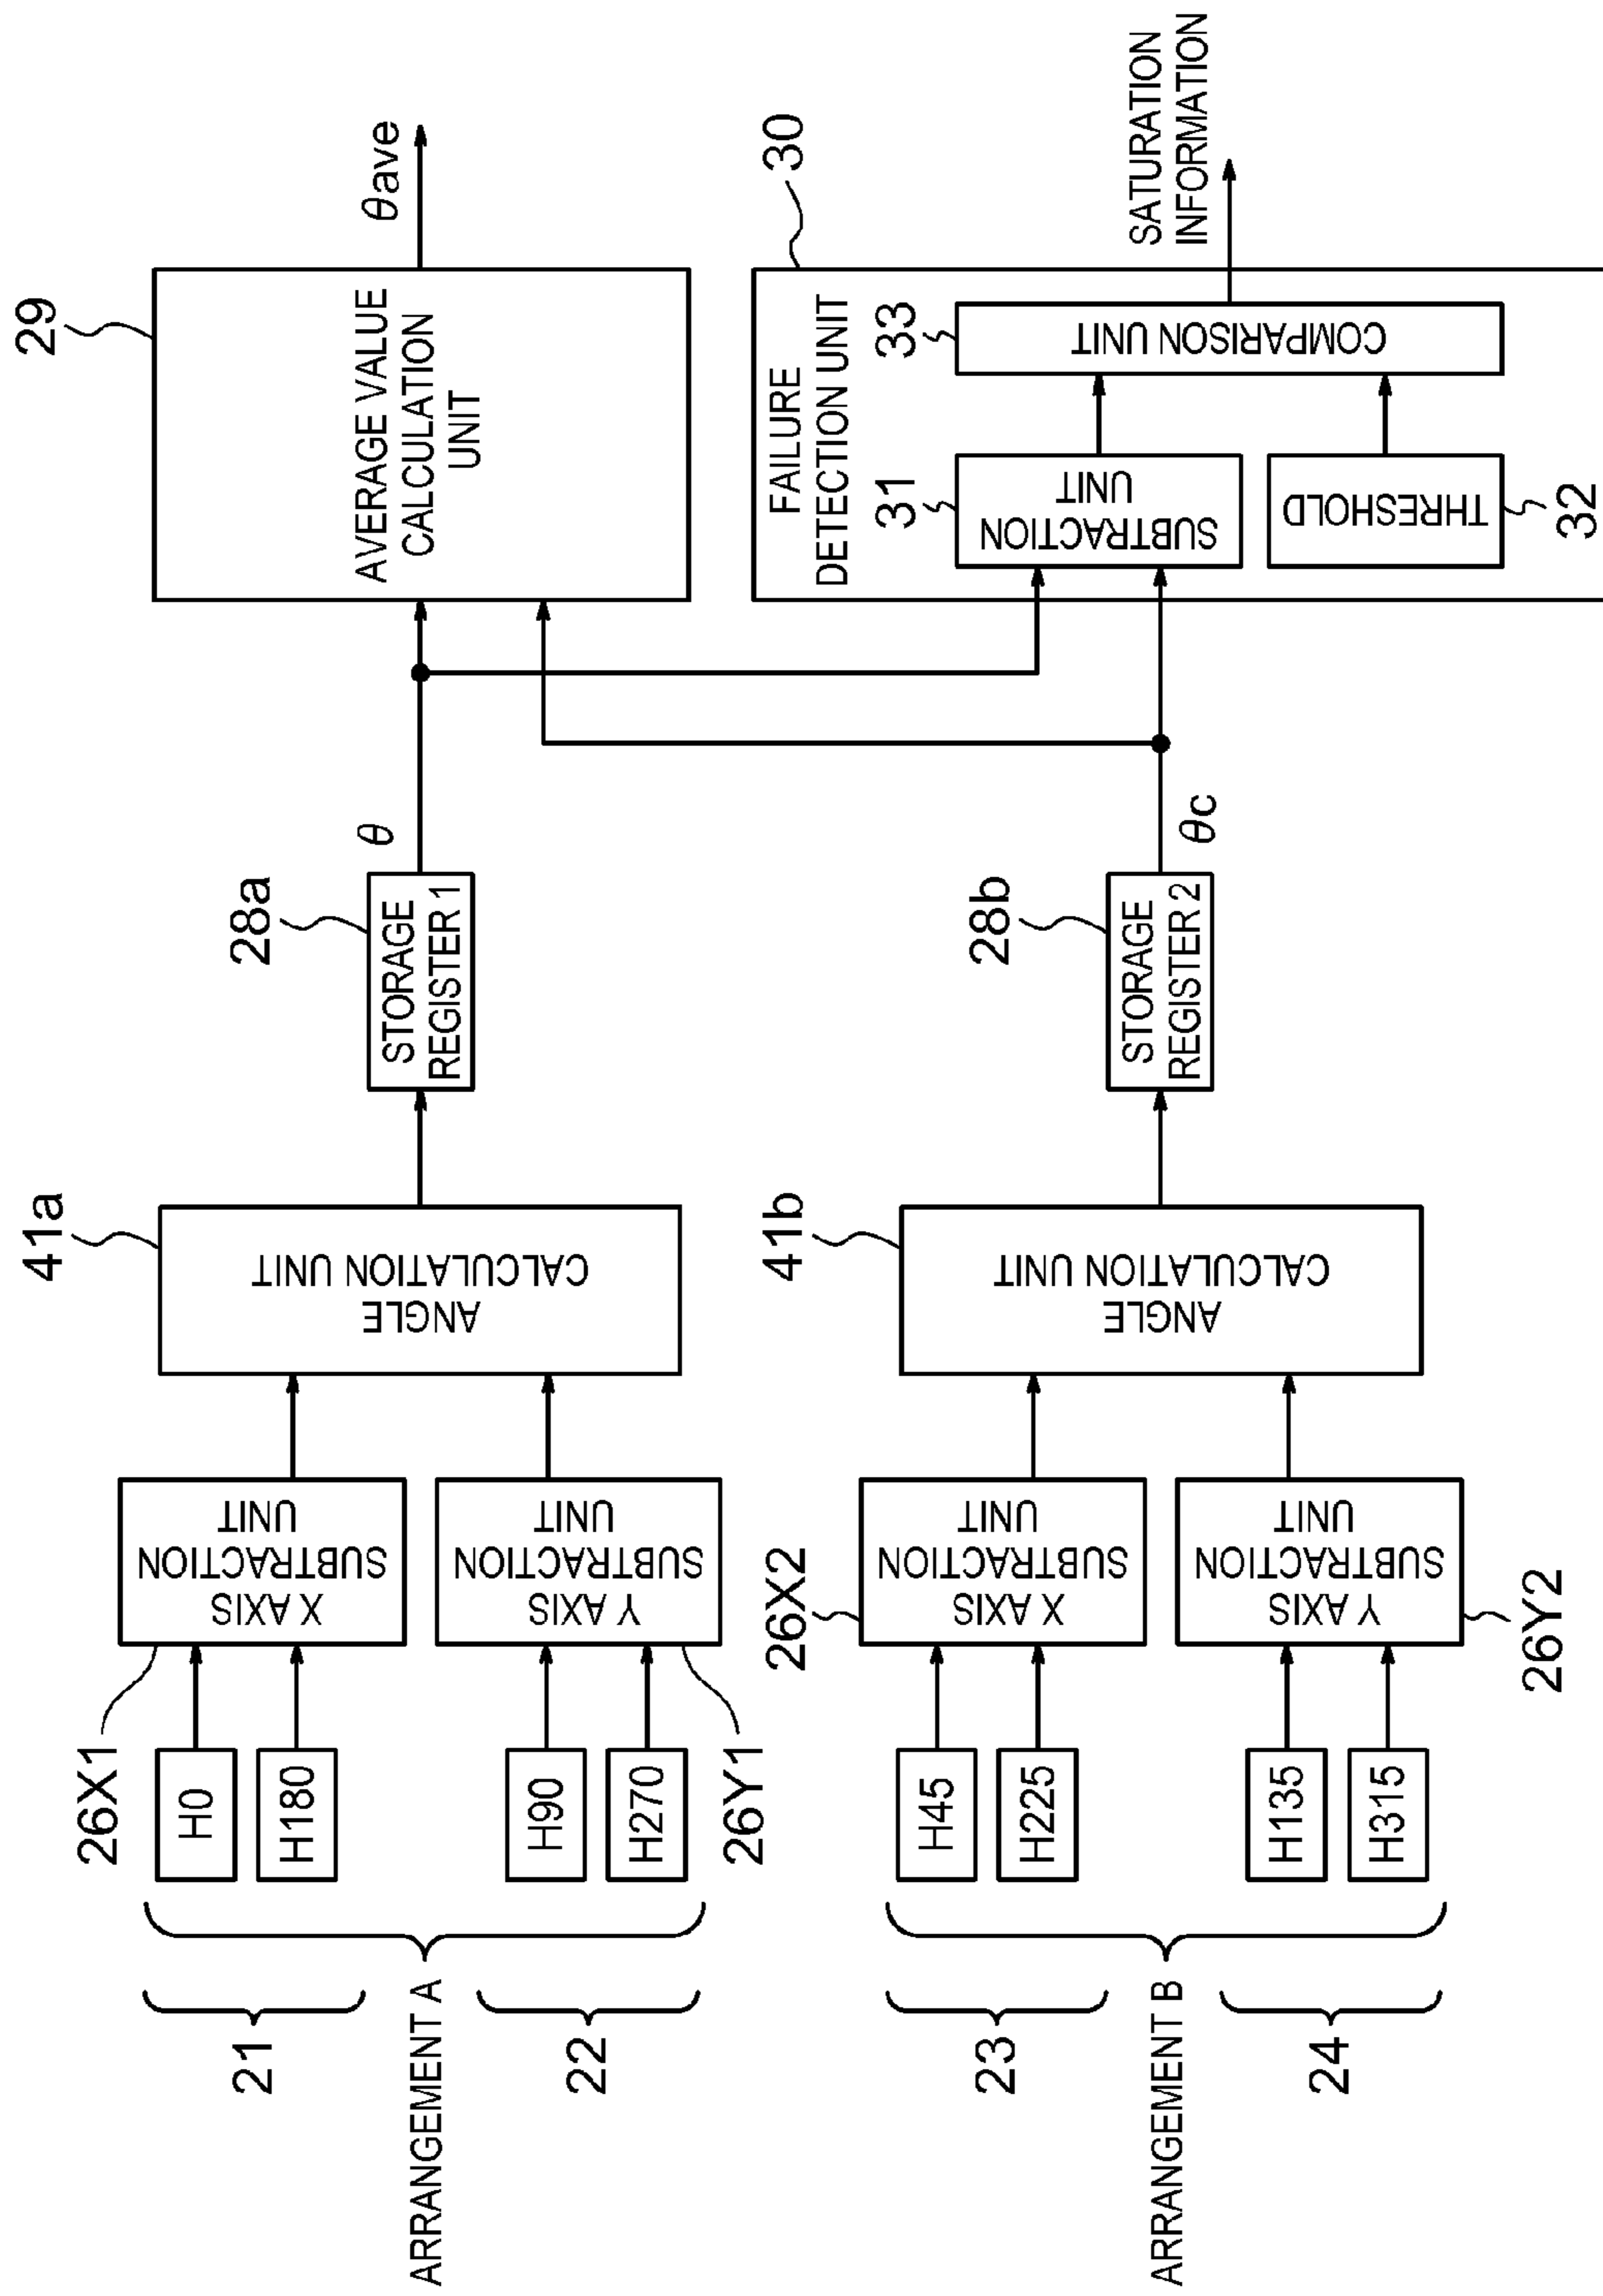 ARRANGEMENT A
21
22
H0
H180
H90
H270
26X1
26Y1
X AXIS
SUBTRACTION
UNIT
Y AXIS
SUBTRACTION
UNIT
41a
ANGLE
CALCULATION UNIT
28a
STORAGE
REGISTER 1
θ
29
AVERAGE VALUE
CALCULATION
UNIT
θave
ARRANGEMENT B
23
24
H45
H225
H135
H315
26X2
26Y2
X AXIS
SUBTRACTION
UNIT
Y AXIS
SUBTRACTION
UNIT
41b
ANGLE
CALCULATION UNIT
28b
STORAGE
REGISTER 2
θc
30
FAILURE
DETECTION UNIT
31
SUBTRACTION
UNIT
THRESHOLD
32
33
COMPARISON UNIT
SATURATION
INFORMATION